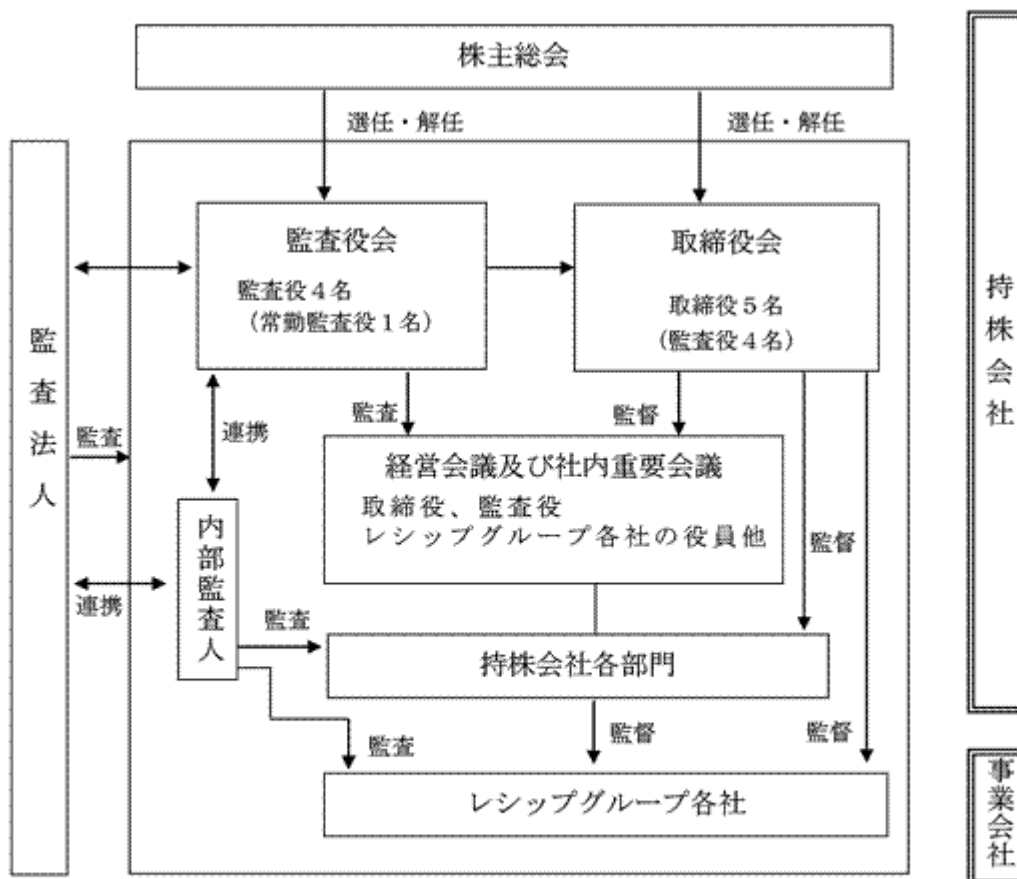 株主総会
選任・解任
選任・解任
監査役会
監査役４名
（常勤監査役１名）
取締役会
取締役５名
(監査役４名）
監査法人
監査
連携
連携
監査
監督
経営会議及び社内重要会議
取締役、監査役
レシップグループ各社の役員他
内部監査人
監査
監督
持株会社各部門
監査
監督
監督
レシップグループ各社
持株会社
事業会社